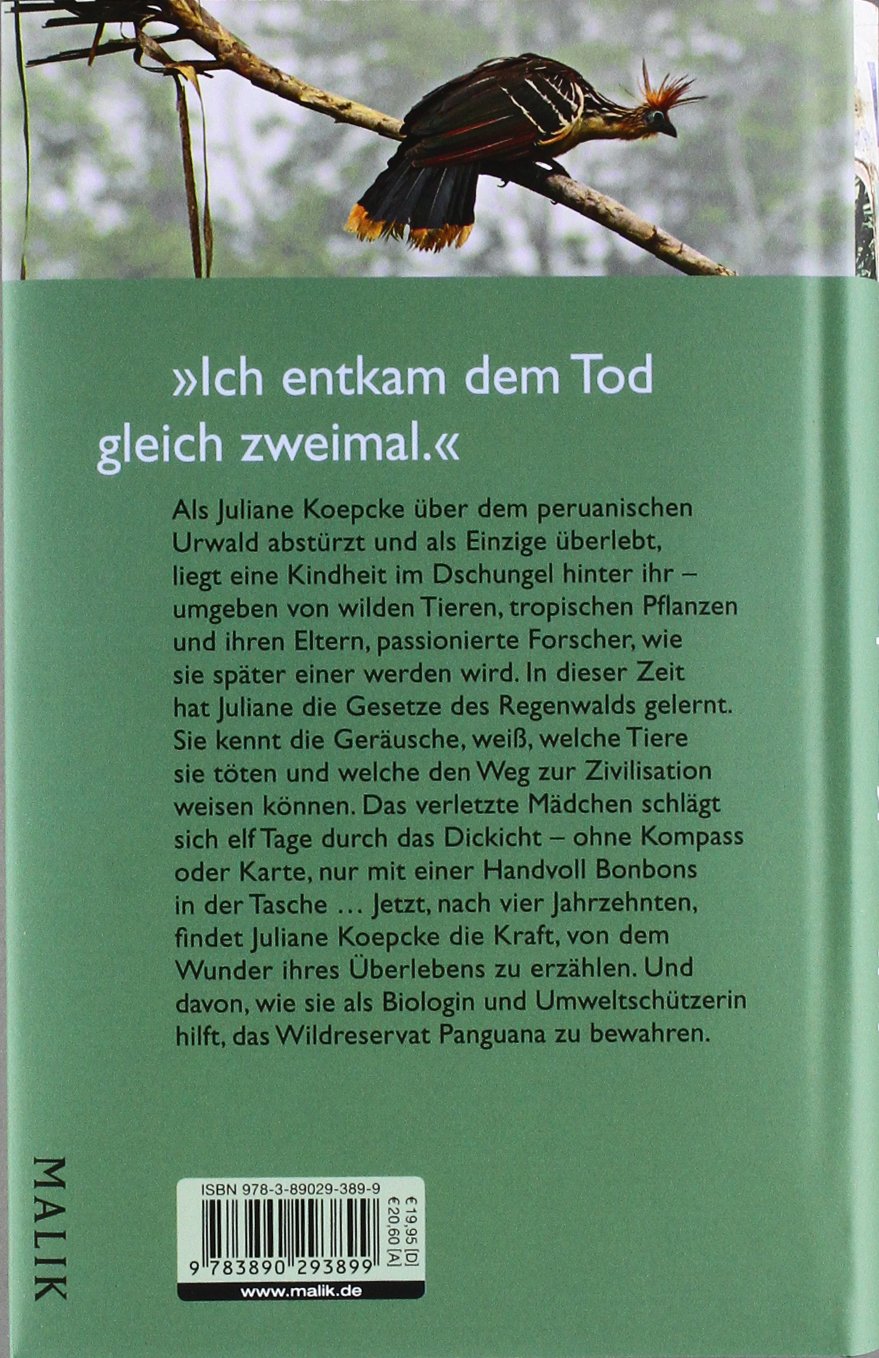 »Ich entkam dem Tod
gleich zweimal.«
Als Juliane Koepcke über dem peruanischen
Urwald abstürzt und als Einzige überlebt,
liegt eine Kindheit im Dschungel hinter ihr –
umgeben von wilden Tieren, tropischen Pflanzen
und ihren Eltern, passionierte Forscher, wie
sie später einer werden wird. In dieser Zeit
hat Juliane die Gesetze des Regenwalds gelernt.
Sie kennt die Geräusche, weiß, welche Tiere
sie töten und welche den Weg zur Zivilisation
weisen können. Das verletzte Mädchen schlägt
sich elf Tage durch das Dickicht – ohne Kompass
oder Karte, nur mit einer Handvoll Bonbons
in der Tasche … Jetzt, nach vier Jahrzehnten,
findet Juliane Koepcke die Kraft, von dem
Wunder ihres Überlebens zu erzählen. Und
davon, wie sie als Biologin und Umweltschützerin
hilft, das Wildreservat Panguana zu bewahren.
MALIK
ISBN 978-3-89029-389-9
9 783890 293899
€ 19,95 [D]
€ 20,60 [A]
www.malik.de